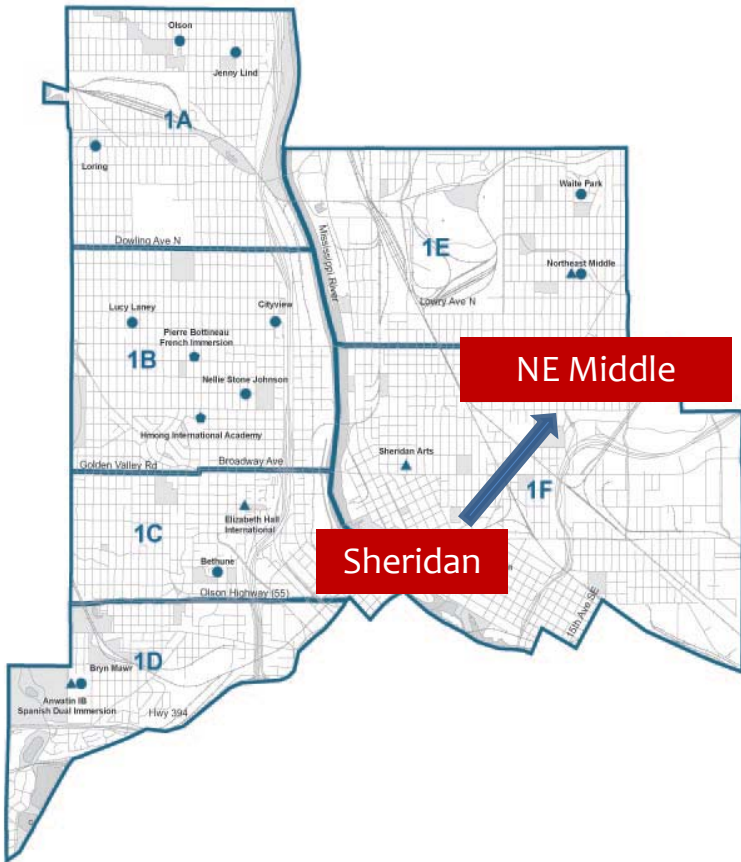 Olson
Jenny Lind
1A
Loring
Waite Park
Mississippi River
1E
Dowling Ave N
Northeast Middle
Lowry Ave N
Lucy Laney
Cityview
Pierre Bottineau
French Immersion
1B
NE Middle
Nellie Stone Johnson
Hmong International Academy
Sheridan Arts
Golden Valley Rd
Broadway Ave
1F
Elizabeth Hall
International
1C
Sheridan
Bethune
Olson Highway (55)
15th Ave SE
1D
Bryn Mawr
Anwatin IB
Spanish Dual Immersion
Hwy 394